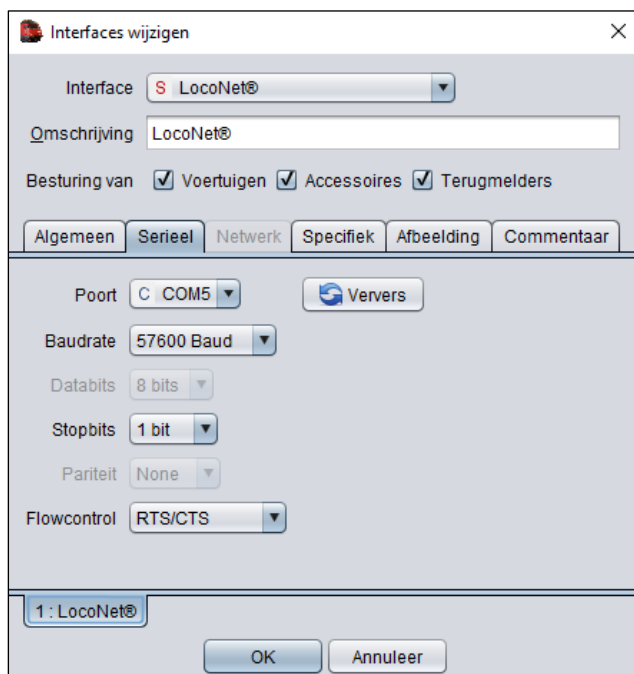 Interfaces wijzigen
Interface S LocoNet®
Omschrijving LocoNet®
Besturing van Voertuigen Accessoires Terugmelders
Algemeen Serieel Netwerk Specifiek Afbeelding Commentaar
Poort C COM5 Ververs
Baudrate 57600 Baud
Databits 8 bits
Stopbits 1 bit
Pariteit None
Flowcontrol RTS/CTS
1 : LocoNet®
OK Annuleer